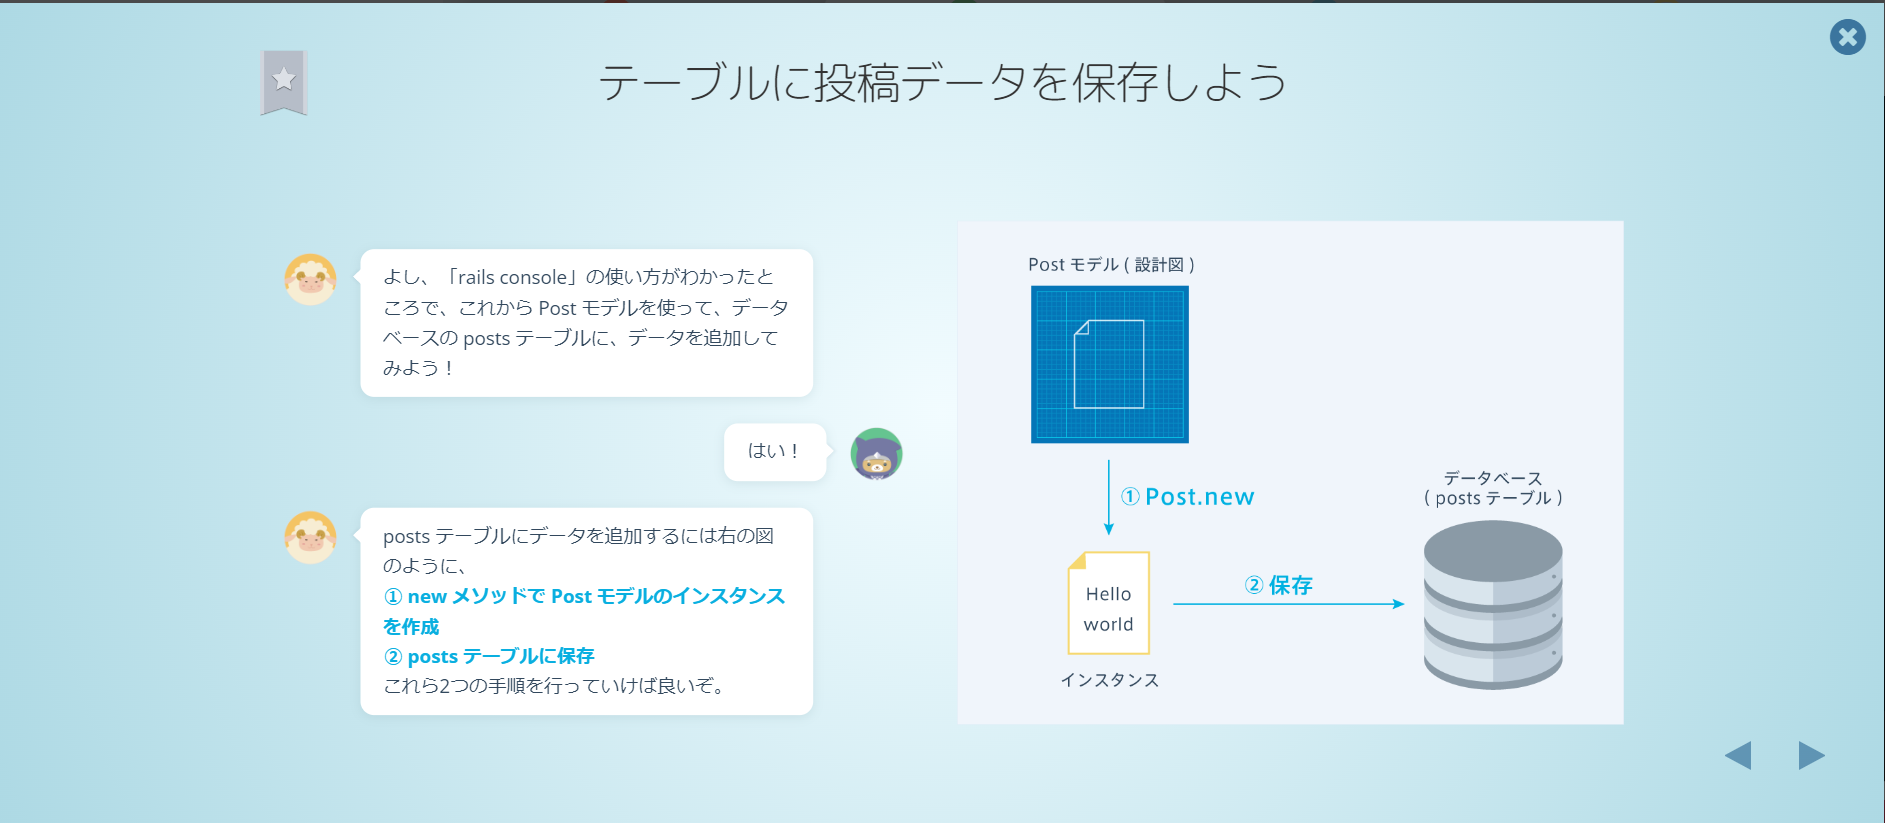 テーブルに投稿データを保存しよう
よし、「rails console」の使い方がわかったと
ころで、これから Post モデルを使って、データ
ベースの posts テーブルに、データを追加して
みよう！
はい！
posts テーブルにデータを追加するには右の図
のように、
① new メソッドで Post モデルのインスタンス
を作成
② posts テーブルに保存
これら2つの手順を行っていけば良いぞ。
Post モデル ( 設計図 )
① Post.new
Hello
world
インスタンス
② 保存
データベース
( posts テーブル )